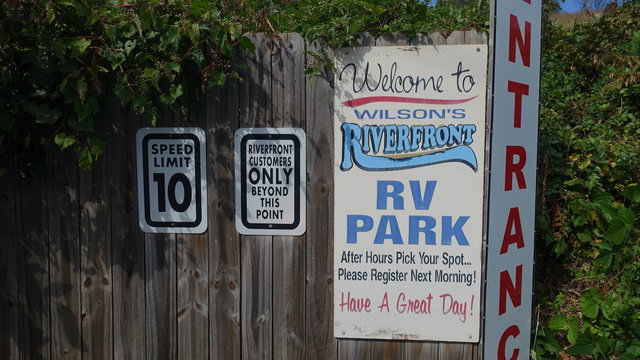 SPEED
LIMIT
10
RIVERFRONT
CUSTOMERS
ONLY
BEYOND
THIS
POINT
Welcome to
WILSON'S
RIVERFRONT
RV
PARK
After Hours Pick Your Spot...
Please Register Next Morning!
Have A Great Day!
NTRANC